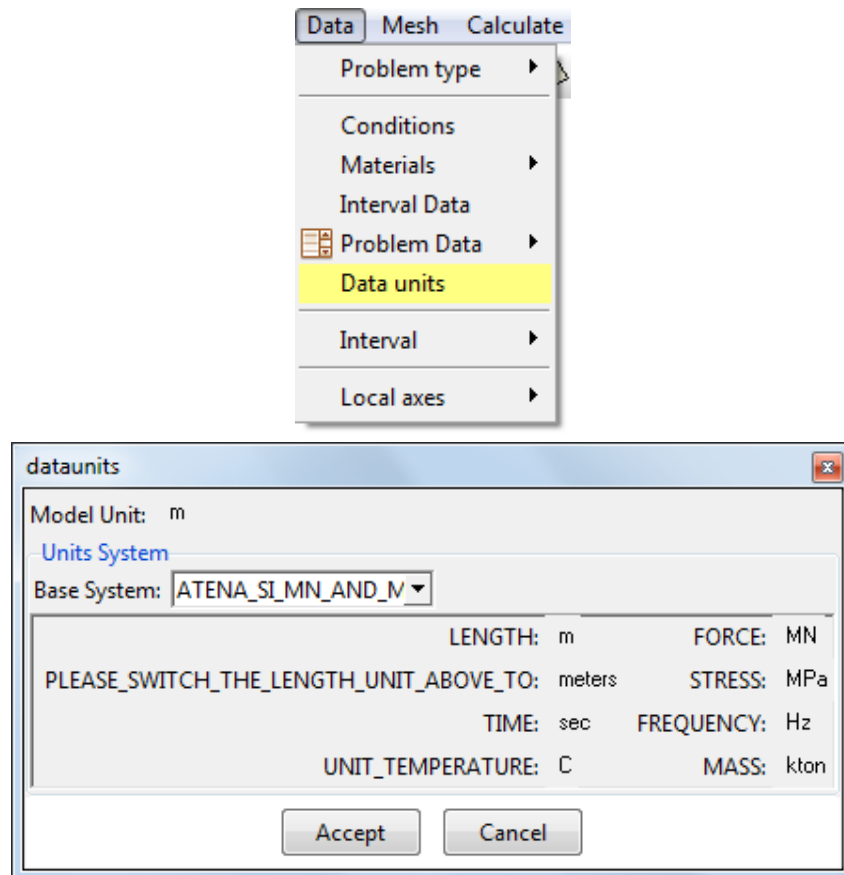 Data Mesh Calculate
Problem type
Conditions
Materials
Interval Data
Problem Data
Data units
Interval
Local axes
dataunits
Model Unit: m
Units System
Base System: ATENA_SI_MN_AND_M
LENGTH: m FORCE: MN
PLEASE_SWITCH_THE_LENGTH_UNIT_ABOVE_TO: meters STRESS: MPa
TIME: sec FREQUENCY: Hz
UNIT_TEMPERATURE: C MASS: kton
Accept Cancel